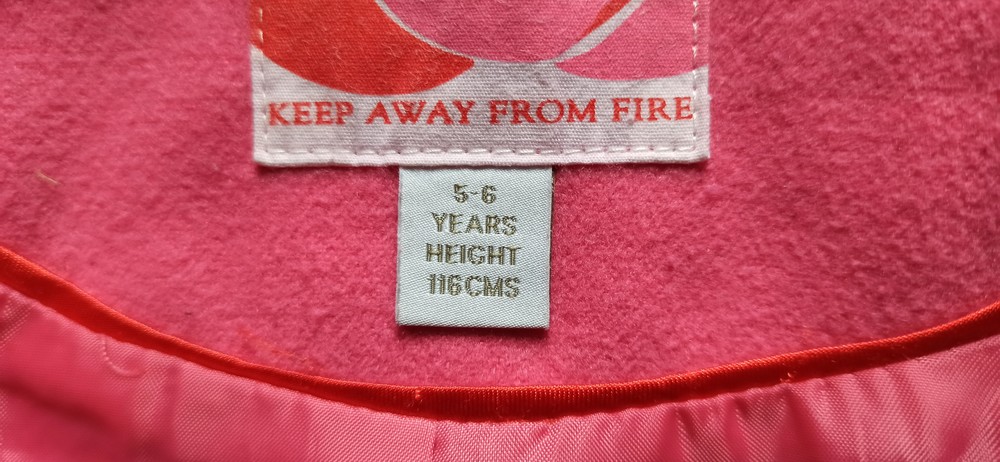 KEEP AWAY FROM FIRE
5-6
YEARS
HEIGHT
116CMS